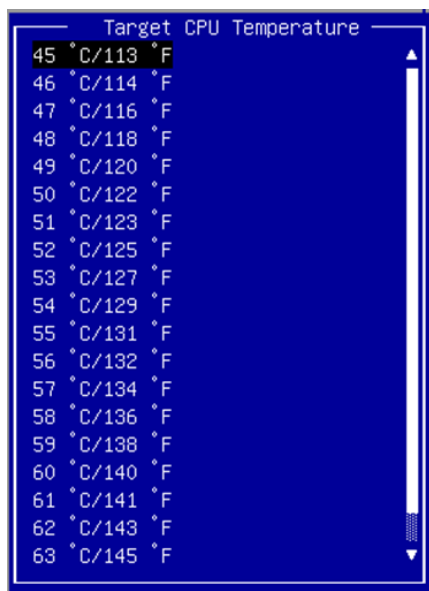 Target CPU Temperature
45 °C/113 °F
46 °C/114 °F
47 °C/116 °F
48 °C/118 °F
49 °C/120 °F
50 °C/122 °F
51 °C/123 °F
52 °C/125 °F
53 °C/127 °F
54 °C/129 °F
55 °C/131 °F
56 °C/132 °F
57 °C/134 °F
58 °C/136 °F
59 °C/138 °F
60 °C/140 °F
61 °C/141 °F
62 °C/143 °F
63 °C/145 °F